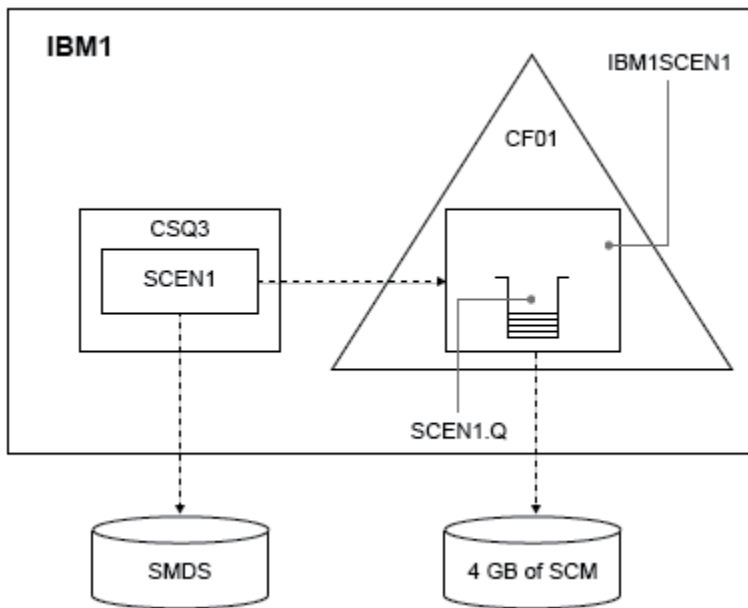 IBM1
IBM1SCEN1
CF01
CSQ3
SCEN1
SCEN1.Q
SMDS
4 GB of SCM